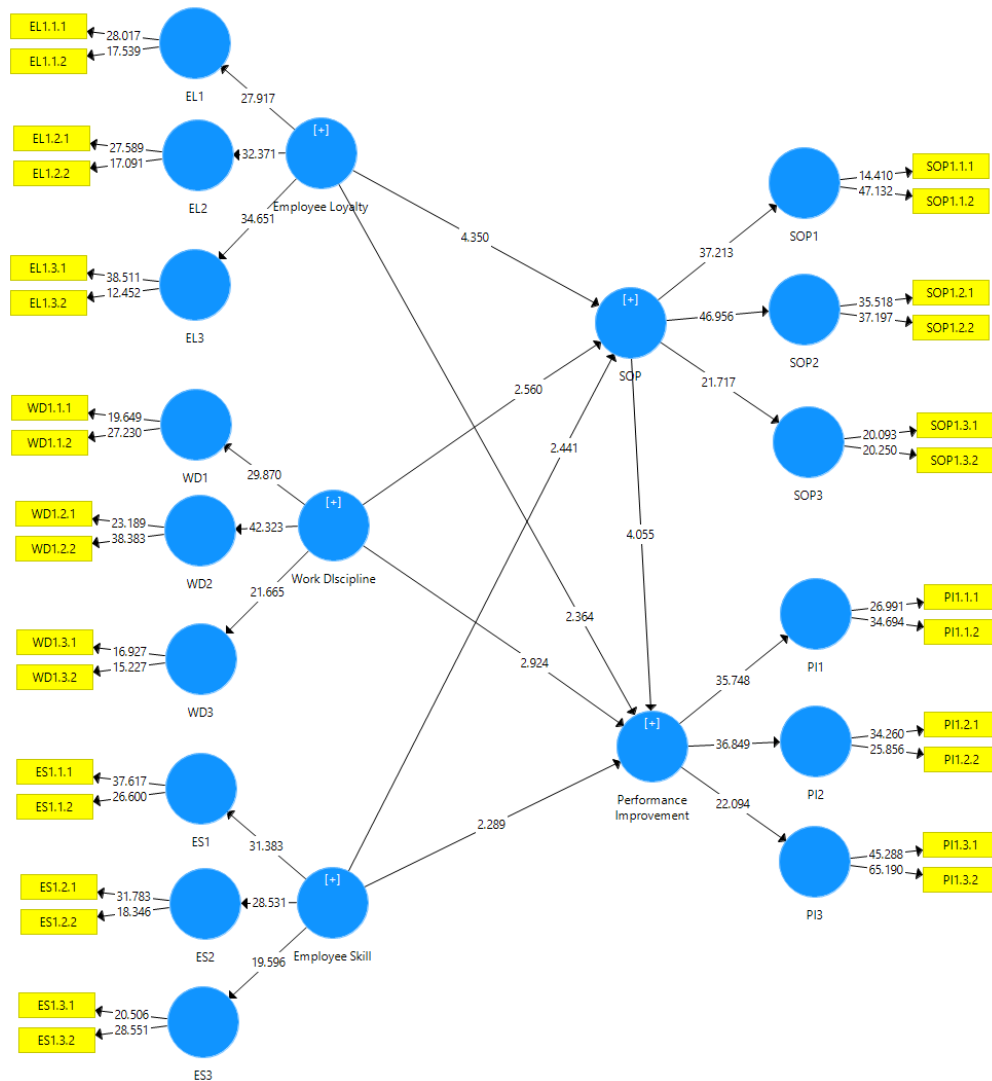 EL1.1.1
28.017
EL1.1.2
17.539
EL1
27.917
EL1.2.1
27.589
EL1.2.2
17.091
EL2
32.371
[+]
Employee Loyalty
34.651
EL1.3.1
38.511
EL1.3.2
12.452
EL3
WD1.1.1
19.649
WD1.1.2
27.230
WD1
29.870
WD1.2.1
23.189
WD1.2.2
38.383
WD2
42.323
[+]
Work DIscipline
21.665
WD1.3.1
16.927
WD1.3.2
15.227
WD3
ES1.1.1
37.617
ES1.1.2
26.600
ES1
31.383
ES1.2.1
31.783
ES1.2.2
18.346
ES2
28.531
[+]
Employee Skill
19.596
ES1.3.1
20.506
ES1.3.2
28.551
ES3
4.350
2.560
2.441
2.364
2.924
2.289
4.055
[+]
SOP
37.213
46.956
21.717
SOP1
14.410
SOP1.1.1
47.132
SOP1.1.2
SOP2
35.518
SOP1.2.1
37.197
SOP1.2.2
SOP3
20.093
SOP1.3.1
20.250
SOP1.3.2
[+]
Performance
Improvement
35.748
36.849
22.094
PI1
26.991
PI1.1.1
34.694
PI1.1.2
PI2
34.260
PI1.2.1
25.856
PI1.2.2
PI3
45.288
PI1.3.1
65.190
PI1.3.2